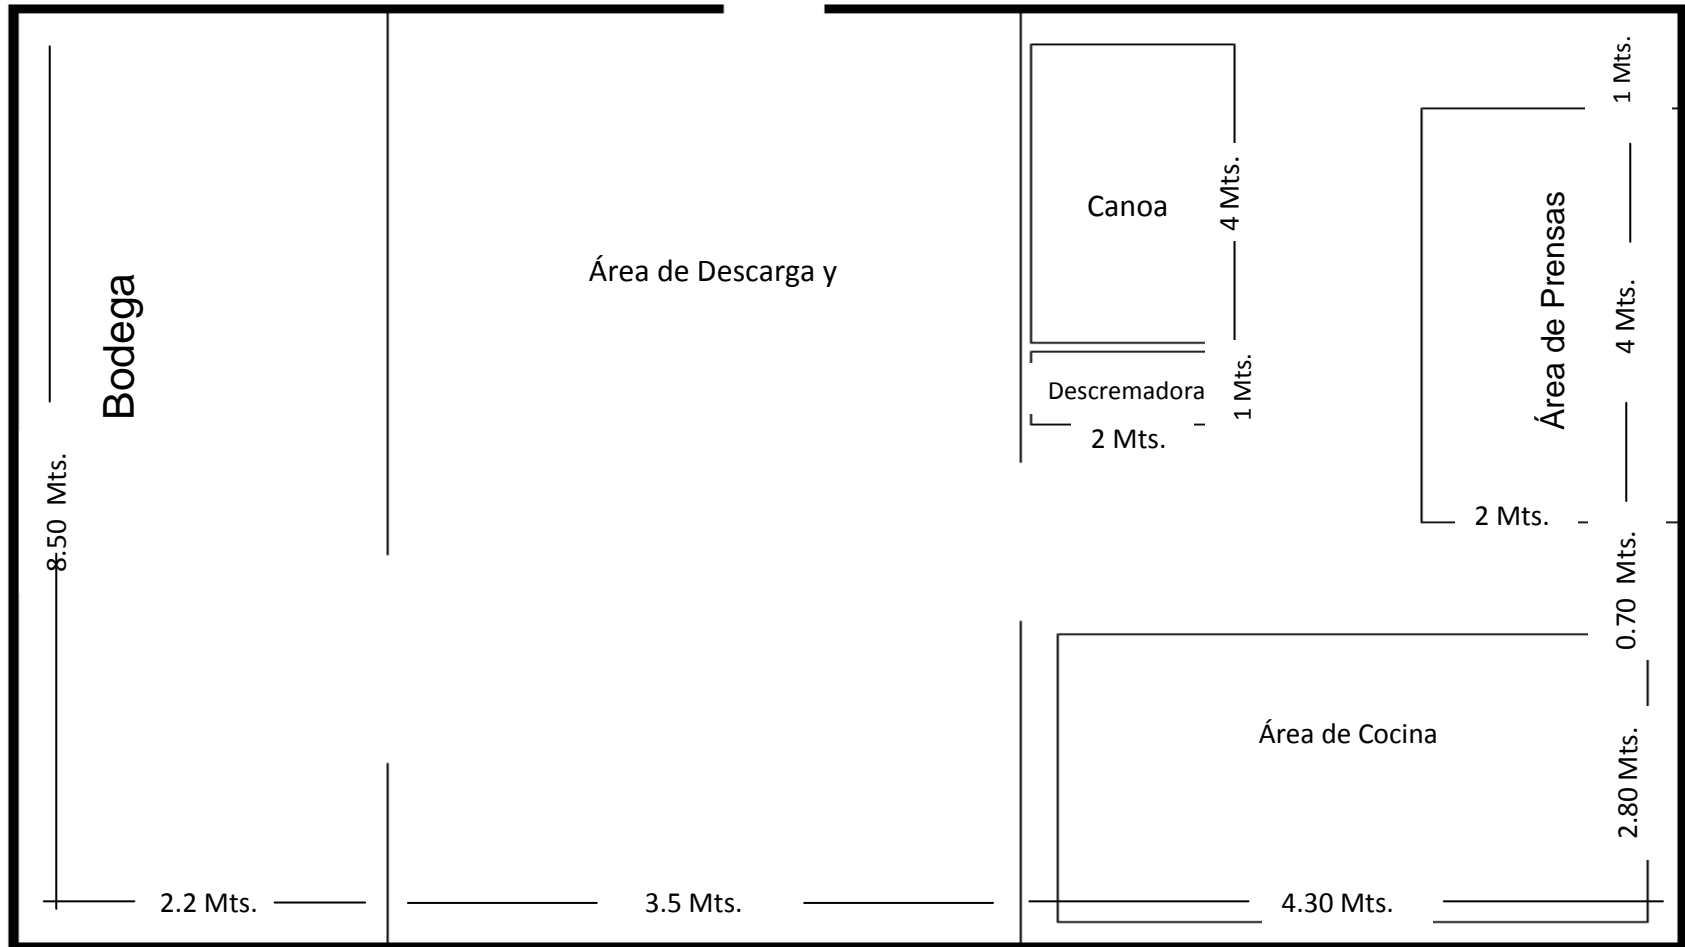 Bodega
8.50 Mts.
2.2 Mts.
Área de Descarga y
3.5 Mts.
Canoa
4 Mts.
Descremadora
1 Mts.
2 Mts.
1 Mts.
Área de Prensas
4 Mts.
2 Mts.
0.70 Mts.
Área de Cocina
2.80 Mts.
4.30 Mts.